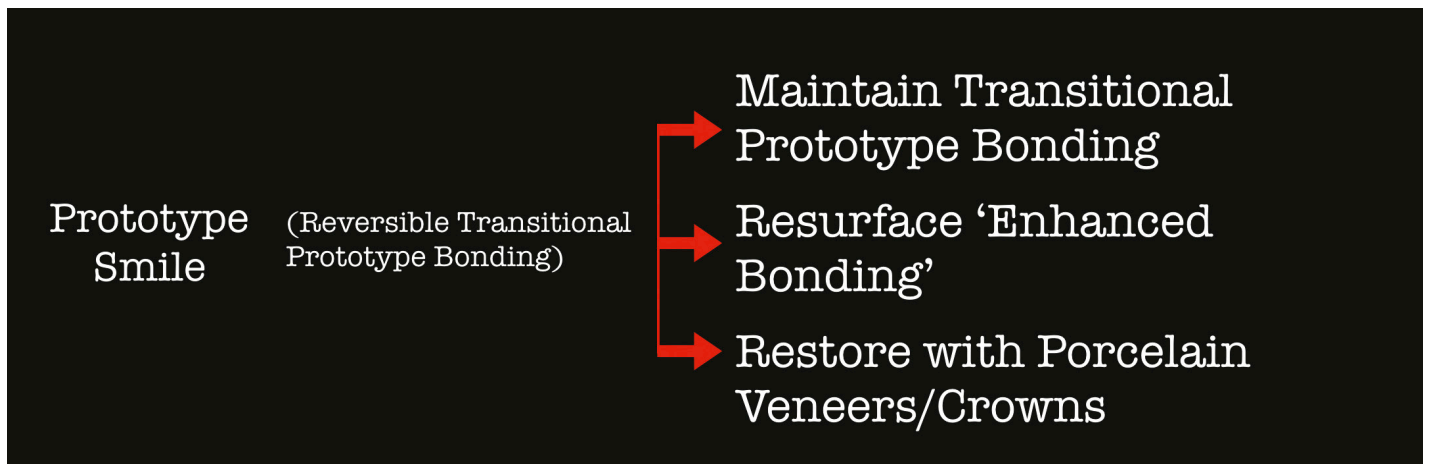 Prototype
Smile
(Reversible Transitional
Prototype Bonding)
Maintain Transitional
Prototype Bonding
Resurface ‘Enhanced
Bonding’
Restore with Porcelain
Veneers/Crowns